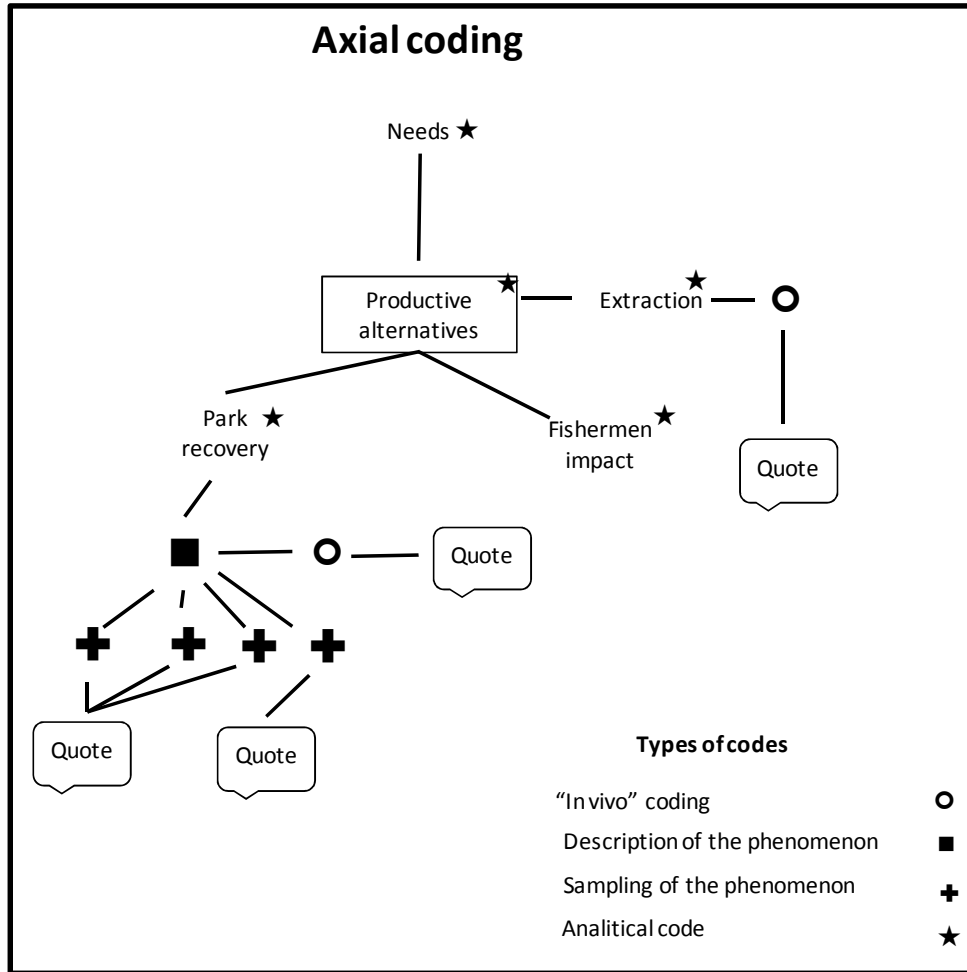 Axial coding
Needs
Productive
alternatives
Extraction
Park
recovery
Fishermen
impact
Quote
Quote
Quote
Quote
Types of codes
“In vivo” coding
Description of the phenomenon
Sampling of the phenomenon
Analitical code